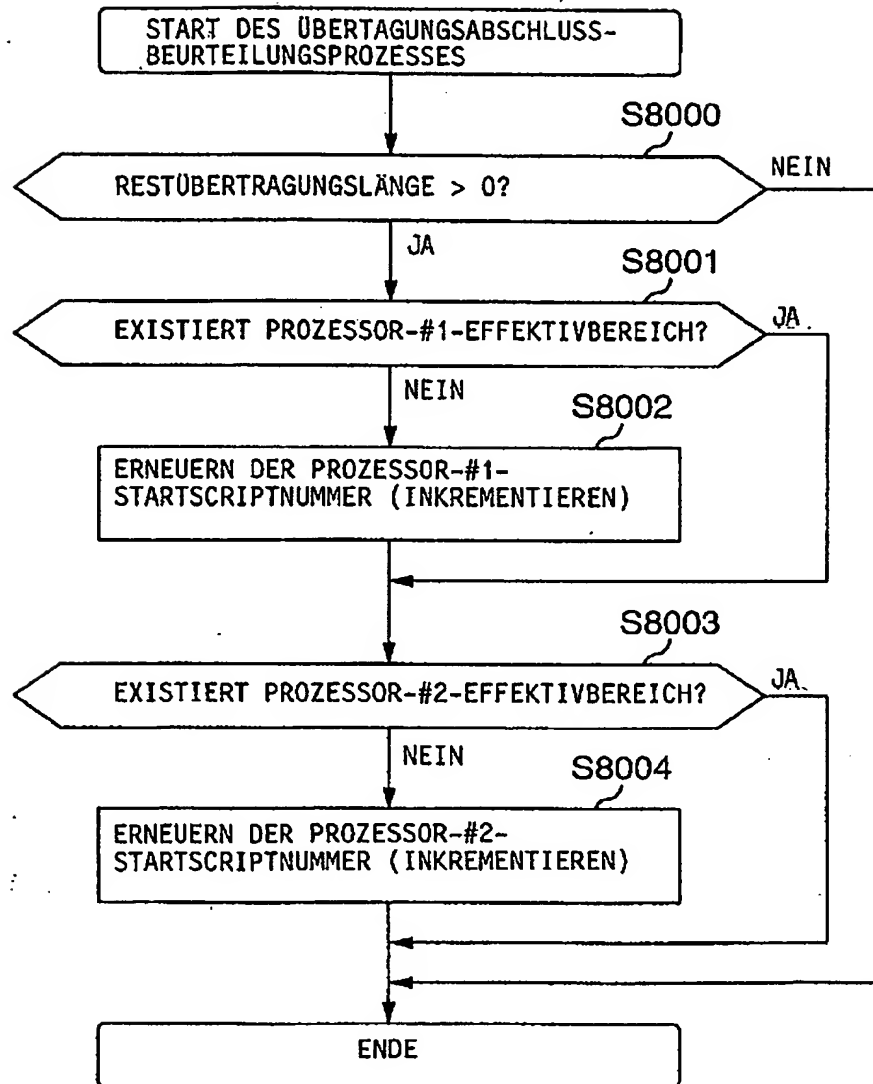 START DES ÜBERTAGUNGSABSCHLUSS-
BEURTEILUNGSPROZESSES
S8000
RESTÜBERTRAGUNGSLÄNGE > 0?
NEIN
JA
S8001
EXISTIERT PROZESSOR-#1-EFFEKTIVBEREICH?
JA
NEIN
S8002
ERNEUERN DER PROZESSOR-#1-
STARTSCRIPTNUMMER (INKREMENTIEREN)
S8003
EXISTIERT PROZESSOR-#2-EFFEKTIVBEREICH?
JA
NEIN
S8004
ERNEUERN DER PROZESSOR-#2-
STARTSCRIPTNUMMER (INKREMENTIEREN)
ENDE